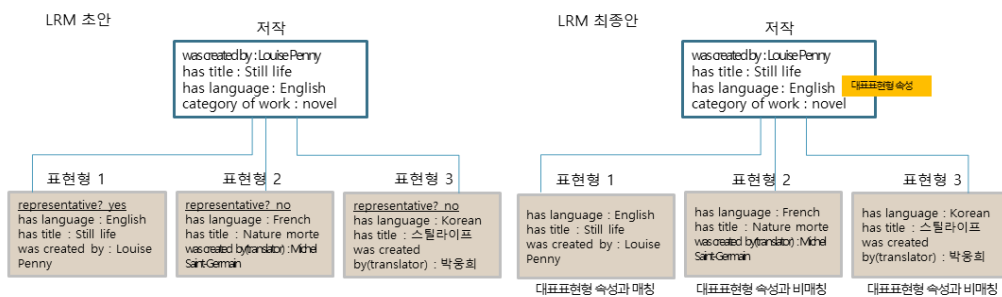 LRM 초안
저작
was created by : Louise Penny
has title : Still life
has language : English
category of work : novel
표현형 1
representative? yes
has language : English
has title : Still life
was created by : Louise
Penny
표현형 2
representative? no
has language : French
has title : Nature morte
was created by(translator) : Michel
Saint-Germain
표현형 3
representative? no
has language : Korean
has title : 스틸라이프
was created
by(translator) : 박웅희
LRM 최종안
저작
was created by : Louise Penny
has title : Still life
has language : English
category of work : novel
대표표현형 속성
표현형 1
has language : English
has title : Still life
was created by : Louise
Penny
대표표현형 속성과 매칭
표현형 2
has language : French
has title : Nature morte
was created by(translator) : Michel
Saint-Germain
대표표현형 속성과 비매칭
표현형 3
has language : Korean
has title : 스틸라이프
was created
by(translator) : 박웅희
대표표현형 속성과 비매칭